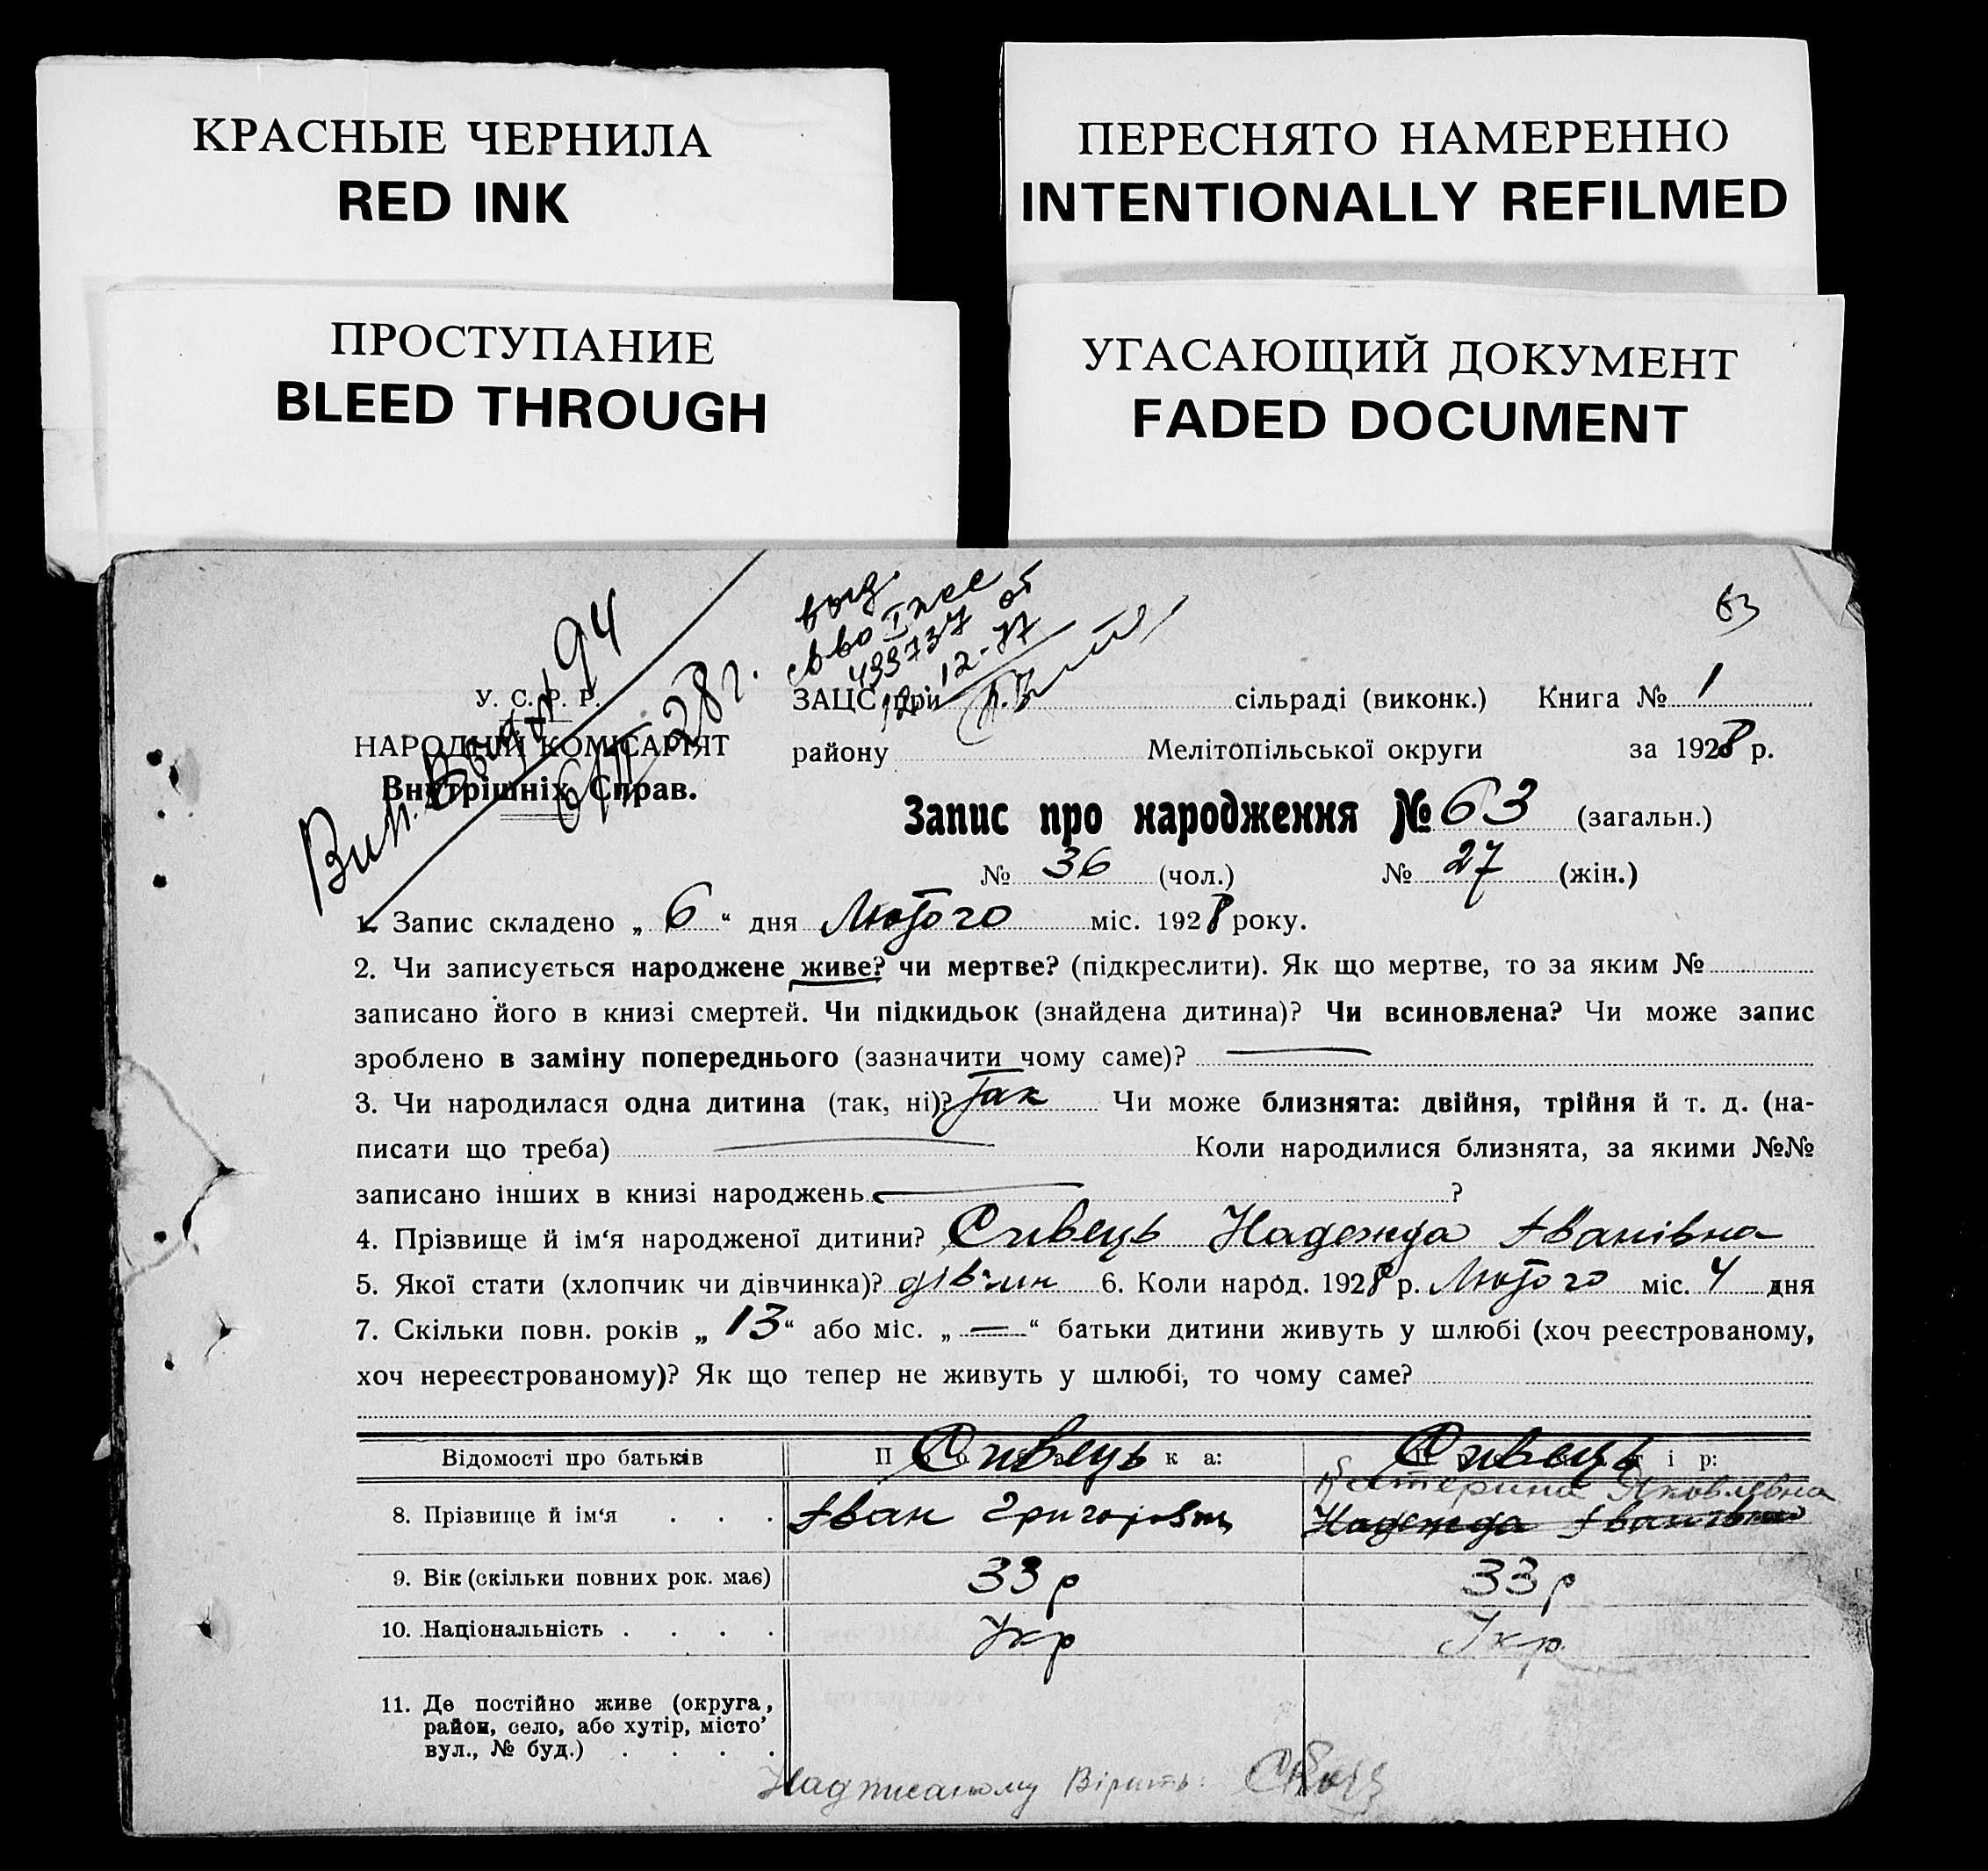 КРАСНЫЕ ЧЕРНИЛА
RED INK
ПЕРЕСНЯТО НАМЕРЕННО
INTENTIONALLY REFILMED
ПРОСТУПАНИЕ
BLEED THROUGH
УГАСАЮЩИЙ ДОКУМЕНТ
FADED DOCUMENT
63
выд.
433737 от
12-77
94
28 г.
У. С. Р. Р.
НАРОДНІЙ КОМІСАРІЯТ
Внутрішніх Справ.
ЗАЦС при сільраді (виконк.) Книга № 1
району Мелітопільської округи за 1928 р.
Запис про народження № 63 (загальн.)
№ 36 (чол.) № 27 (жін.)
1. Запис складено „ 6 “ дня Лютого міс. 1928 року.
2. Чи записується народжене живе? чи мертве? (підкреслити). Як що мертве, то за яким №
записано його в книзі смертей. Чи підкидьок (знайдена дитина)? Чи всиновлена? Чи може запис
зроблено в заміну попереднього (зазначити чому саме)? —
3. Чи народилася одна дитина (так, ні)? Так Чи може близнята: двійня, трійня й т. д. (на-
писати що треба) — Коли народилися близнята, за якими №№
записано інших в книзі народжень — ?
4. Прізвище й ім‘я народженої дитини? Сивець Надежда Іванівна
5. Якої стати (хлопчик чи дівчинка)? дівчин 6. Коли народ. 1928 р. Лютого міс. 4 дня
7. Скільки повн. років „ 13 “ або міс. „ — “ батьки дитини живуть у шлюбі (хоч реєстрованому,
хоч нереєстрованому)? Як що тепер не живуть у шлюбі, то чому саме?
Відомості про батьків Сивець Сивець
Катерина Яковлевна
8. Прізвище й ім‘я . . . Іван Григорович Надежда Іванівна
9. Вік (скільки повних рок. має) 33 р 33 р
10. Національність . . . . Укр Укр
11. Де постійно живе (округа,
район, село, або хутір, місто’
вул., № буд.) . . . .
Надписаному Вірить: